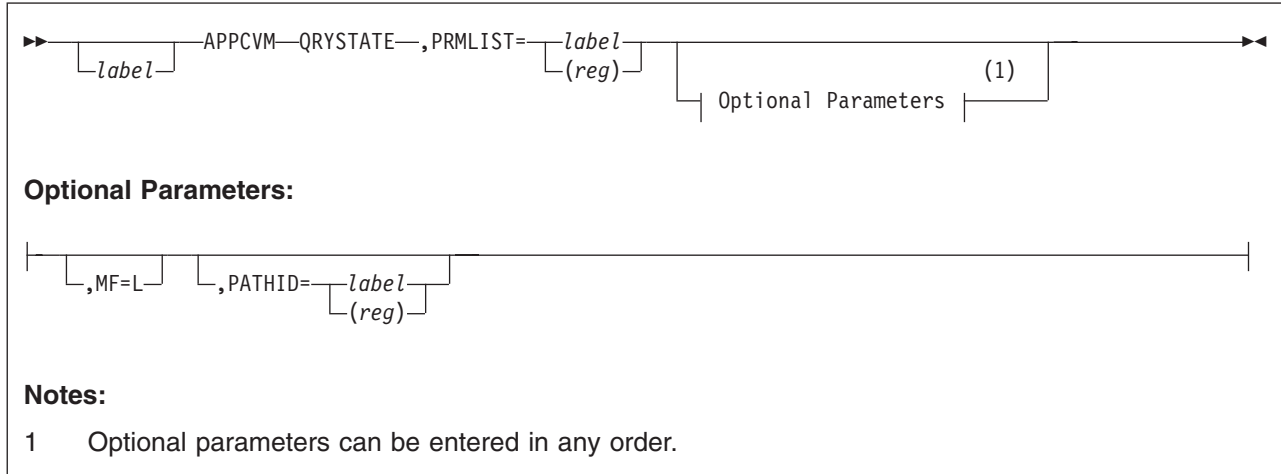 APPCVM QRYSTATE ,PRMLIST= label
label (reg) (1)
Optional Parameters
Optional Parameters:
,MF=L ,PATHID= label
(reg)
Notes:
1 Optional parameters can be entered in any order.